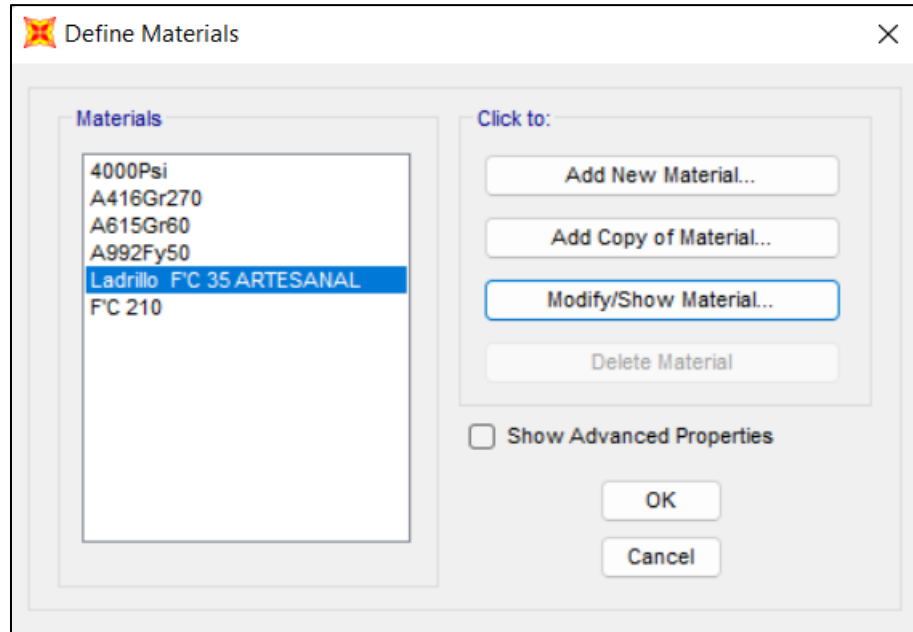 Define Materials
Materials
4000Psi
A416Gr270
A615Gr60
A992Fy50
Ladrillo  F'C 35 ARTESANAL
F'C 210
Click to:
Add New Material...
Add Copy of Material...
Modify/Show Material...
Delete Material
Show Advanced Properties
OK
Cancel